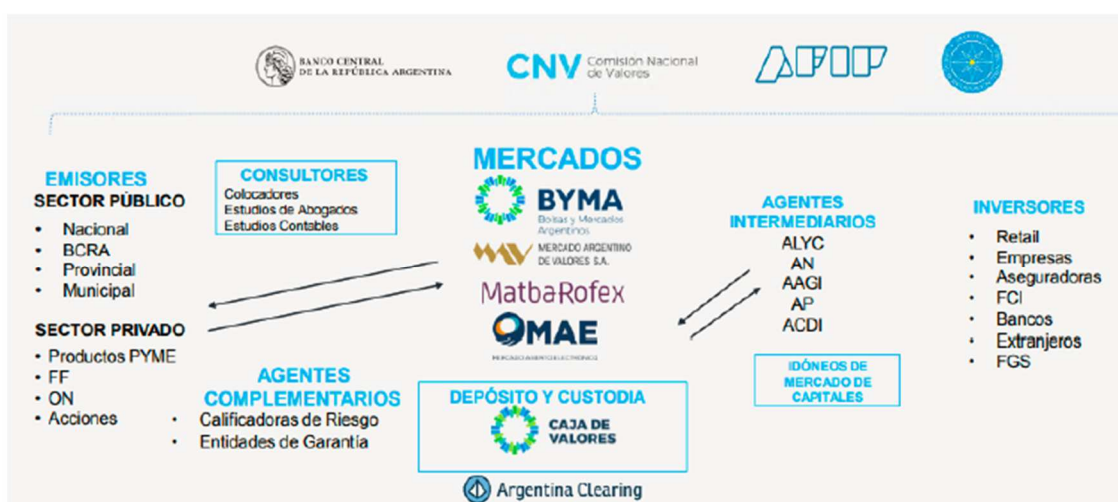 BANCO CENTRAL
DE LA REPÚBLICA ARGENTINA
CNV Comisión Nacional
de Valores
AFIP
EMISORES
SECTOR PÚBLICO
• Nacional
• BCRA
• Provincial
• Municipal
SECTOR PRIVADO
• Productos PYME
• FF
• ON
• Acciones
CONSULTORES
Colocadores
Estudios de Abogados
Estudios Contables
AGENTES
COMPLEMENTARIOS
• Calificadoras de Riesgo
• Entidades de Garantía
MERCADOS
BYMA
Bolsas y Mercados
Argentinos
MAV MERCADO ARGENTINO
DE VALORES S.A.
MatbaRofex
MAE
MERCADO ABIERTO ELECTRÓNICO
DEPÓSITO Y CUSTODIA
CAJA DE
VALORES
Argentina Clearing
AGENTES
INTERMEDIARIOS
ALYC
AN
AAGI
AP
ACDI
IDÓNEOS DE
MERCADO DE
CAPITALES
INVERSORES
• Retail
• Empresas
• Aseguradoras
• FCI
• Bancos
• Extranjeros
• FGS